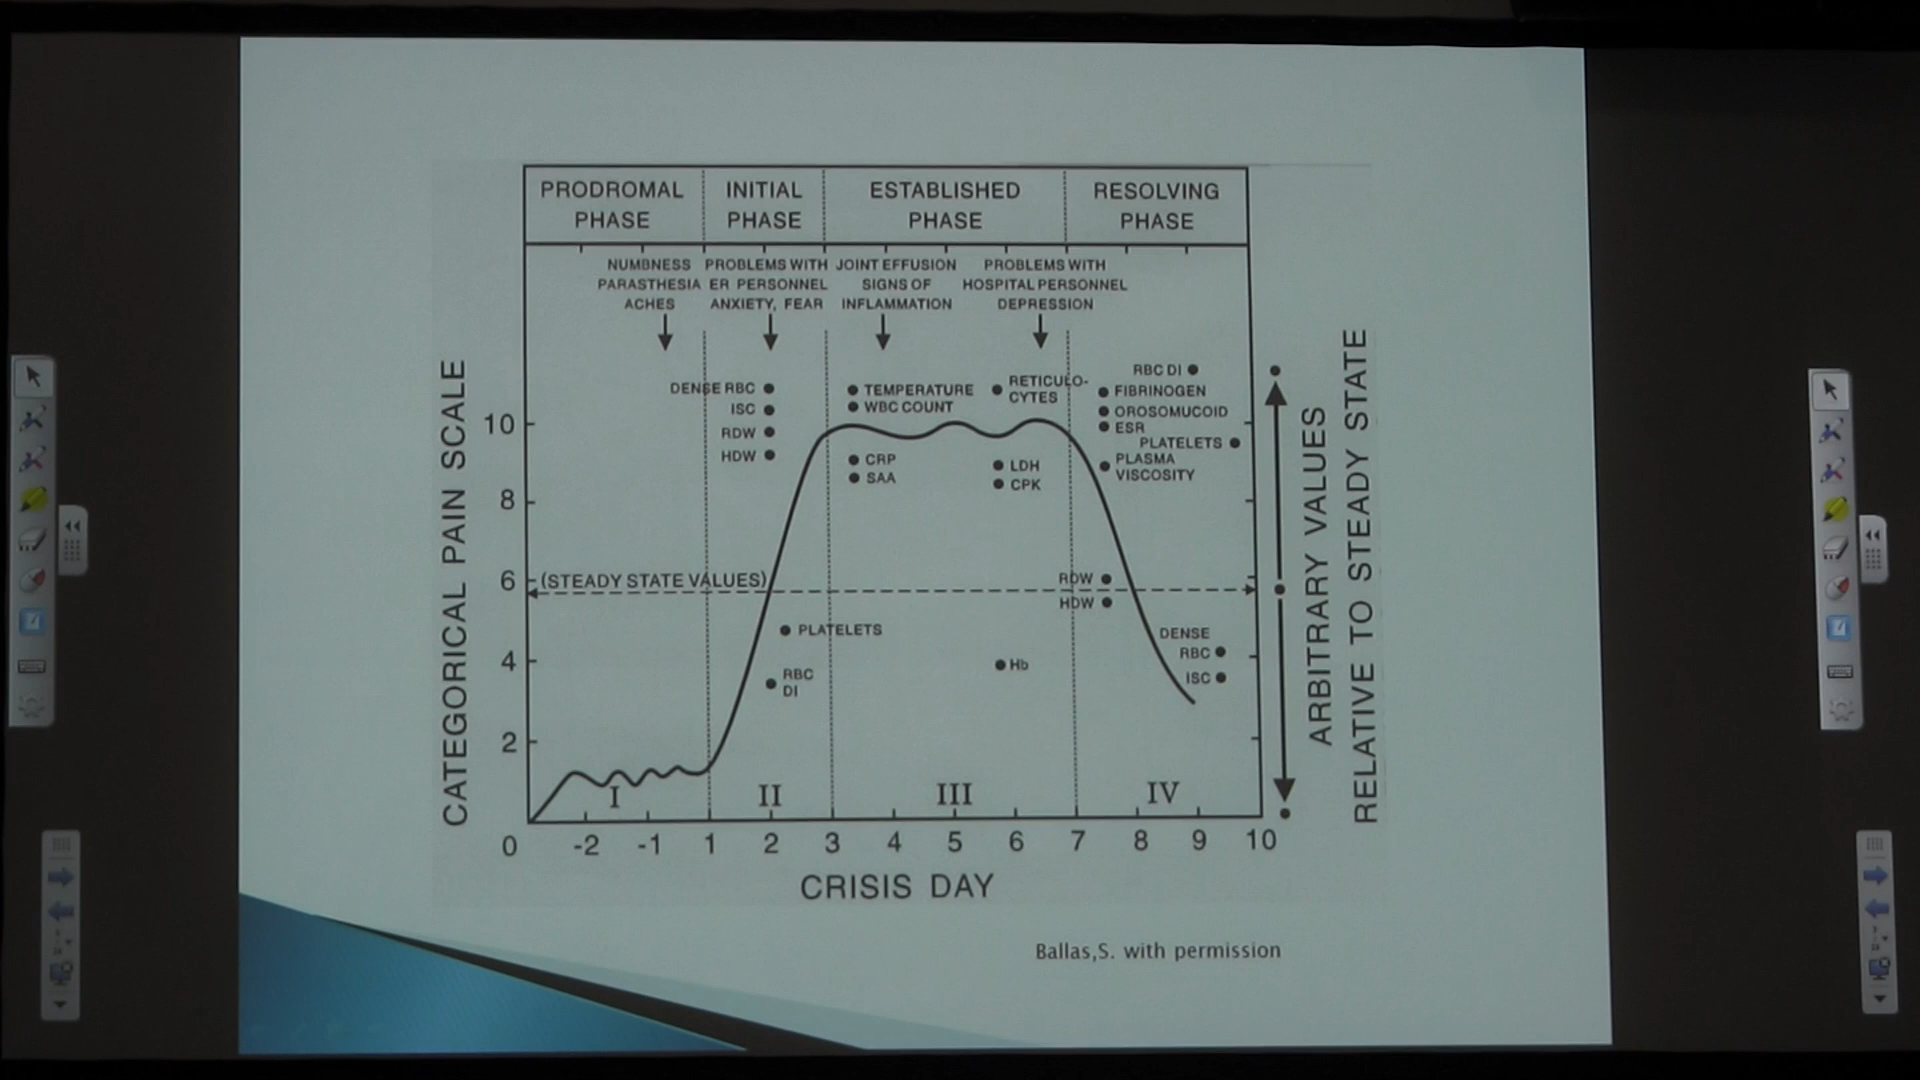 PRODROMAL
PHASE
INITIAL
PHASE
ESTABLISHED
PHASE
RESOLVING
PHASE
NUMBNESS
PARASTHESIA
ACHES
PROBLEMS WITH
ER PERSONNEL
ANXIETY, FEAR
JOINT EFFUSION
SIGNS OF
INFLAMMATION
PROBLEMS WITH
HOSPITAL PERSONNEL
DEPRESSION
DENSE RBC
ISC
RDW
HDW
TEMPERATURE
WBC COUNT
CRP
SAA
RETICULO-
CYTES
LDH
CPK
RBC DI
FIBRINOGEN
OROSOMUCOID
ESR
PLATELETS
PLASMA
VISCOSITY
(STEADY STATE VALUES)
PLATELETS
RBC
DI
Hb
RDW
HDW
DENSE
RBC
ISC
I
II
III
IV
10
8
6
4
2
0
-2
-1
1
2
3
4
5
6
7
8
9
10
CATEGORICAL PAIN SCALE
CRISIS DAY
ARBITRARY VALUES
RELATIVE TO STEADY STATE
Ballas,S. with permission